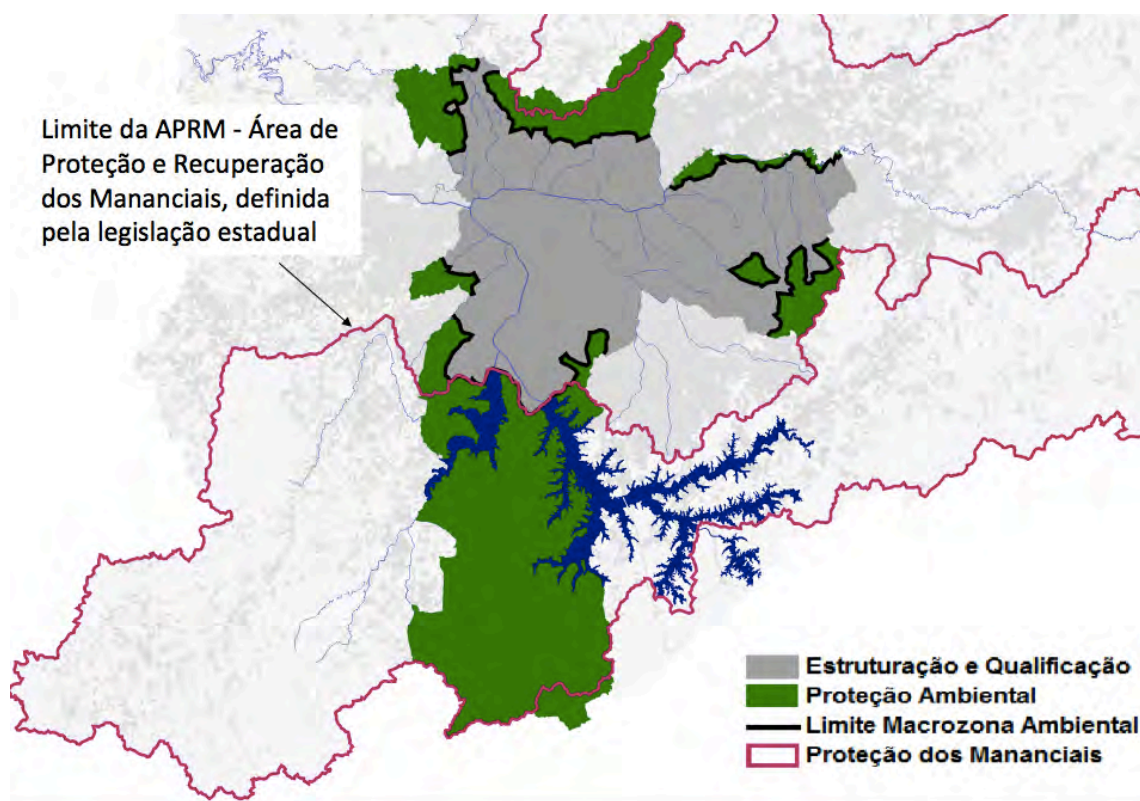 Limite da APRM - Área de
Proteção e Recuperação
dos Mananciais, definida
pela legislação estadual
Estruturação e Qualificação
Proteção Ambiental
Limite Macrozona Ambiental
Proteção dos Mananciais